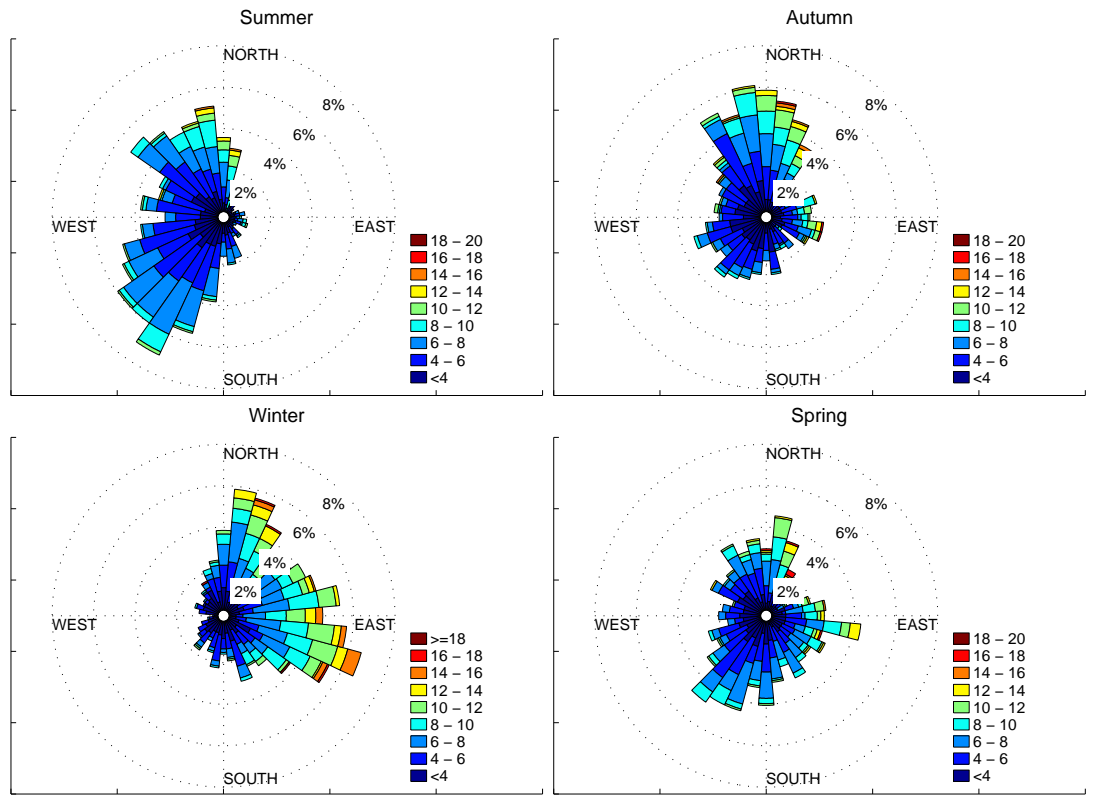 Summer
NORTH
8%
6%
4%
2%
WEST
EAST
SOUTH
18 – 20
16 – 18
14 – 16
12 – 14
10 – 12
8 – 10
6 – 8
4 – 6
<4
Autumn
NORTH
8%
6%
4%
2%
WEST
EAST
SOUTH
18 – 20
16 – 18
14 – 16
12 – 14
10 – 12
8 – 10
6 – 8
4 – 6
<4
Winter
NORTH
8%
6%
4%
2%
WEST
EAST
SOUTH
>=18
16 – 18
14 – 16
12 – 14
10 – 12
8 – 10
6 – 8
4 – 6
<4
Spring
NORTH
8%
6%
4%
2%
WEST
EAST
SOUTH
18 – 20
16 – 18
14 – 16
12 – 14
10 – 12
8 – 10
6 – 8
4 – 6
<4